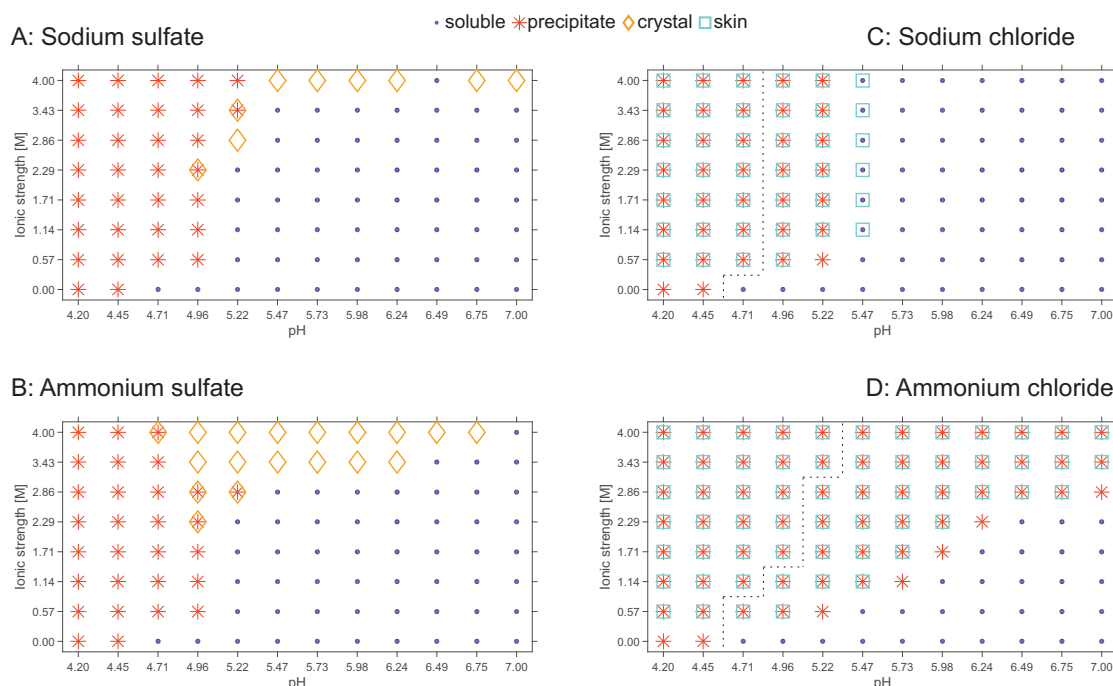 soluble precipitate crystal skin
A: Sodium sulfate
C: Sodium chloride
Ionic strength [M]
4.00
3.43
2.86
2.29
1.71
1.14
0.57
0.00
4.20 4.45 4.71 4.96 5.22 5.47 5.73 5.98 6.24 6.49 6.75 7.00
pH
Ionic strength [M]
4.00
3.43
2.86
2.29
1.71
1.14
0.57
0.00
4.20 4.45 4.71 4.96 5.22 5.47 5.73 5.98 6.24 6.49 6.75 7.00
pH
B: Ammonium sulfate
D: Ammonium chloride
Ionic strength [M]
4.00
3.43
2.86
2.29
1.71
1.14
0.57
0.00
4.20 4.45 4.71 4.96 5.22 5.47 5.73 5.98 6.24 6.49 6.75 7.00
pH
Ionic strength [M]
4.00
3.43
2.86
2.29
1.71
1.14
0.57
0.00
4.20 4.45 4.71 4.96 5.22 5.47 5.73 5.98 6.24 6.49 6.75 7.00
pH